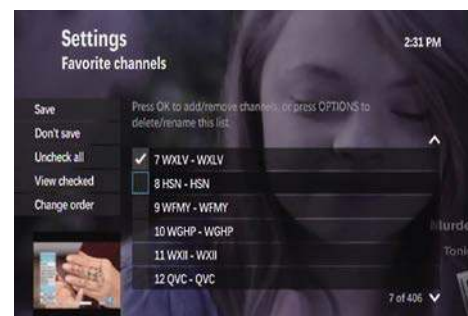 Settings
2:31 PM
Favorite channels
Save
Don't save
Uncheck all
View checked
Change order
Press OK to add/remove channels, or press OPTIONS to
delete/rename this list.
7 WXLV - WXLV
8 HSN - HSN
9 WFMY - WFMY
10 WGHP - WGHP
11 WXII - WXII
12 QVC - QVC
7 of 406